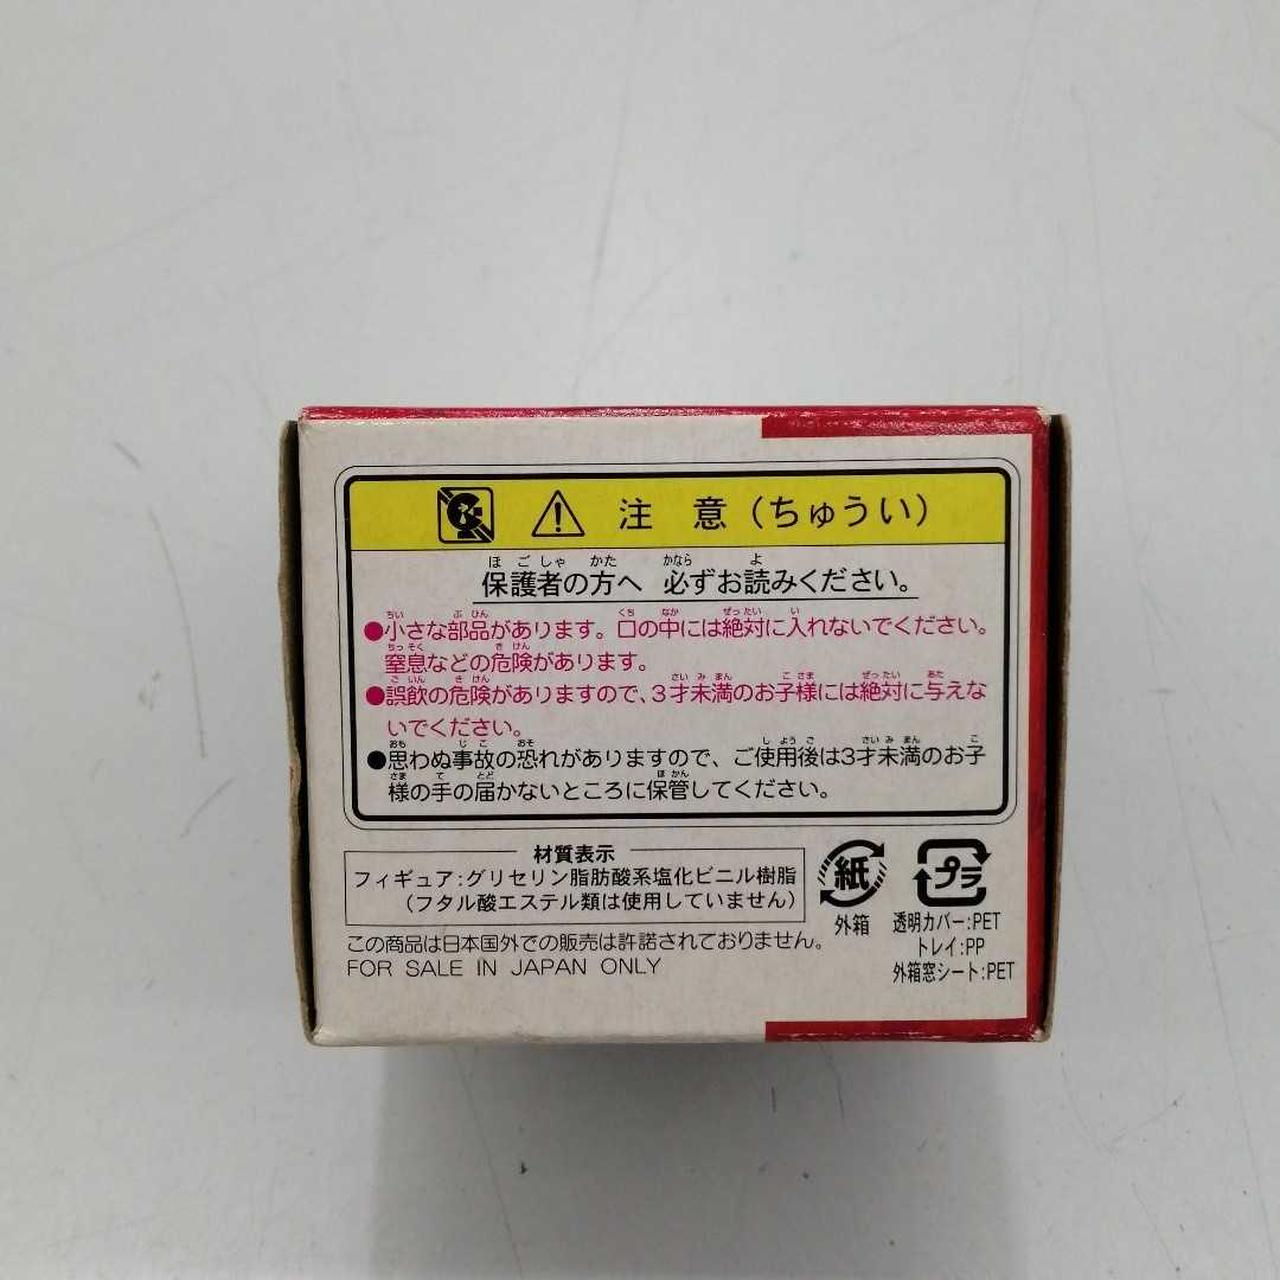 注 意（ちゅうい）
保護者の方へ 必ずお読みください。
●小さな部品があります。口の中には絶対に入れないでください。
窒息などの危険があります。
●誤飲の危険がありますので、3才未満のお子様には絶対に与えな
いでください。
●思わぬ事故の恐れがありますので、ご使用後は3才未満のお子
様の手の届かないところに保管してください。
材質表示
フィギュア：グリセリン脂肪酸系塩化ビニル樹脂
（フタル酸エステル類は使用していません）
この商品は日本国外での販売は許諾されておりません。
FOR SALE IN JAPAN ONLY
紙
外箱
プラ
透明カバー：PET
トレイ：PP
外箱窓シート：PET